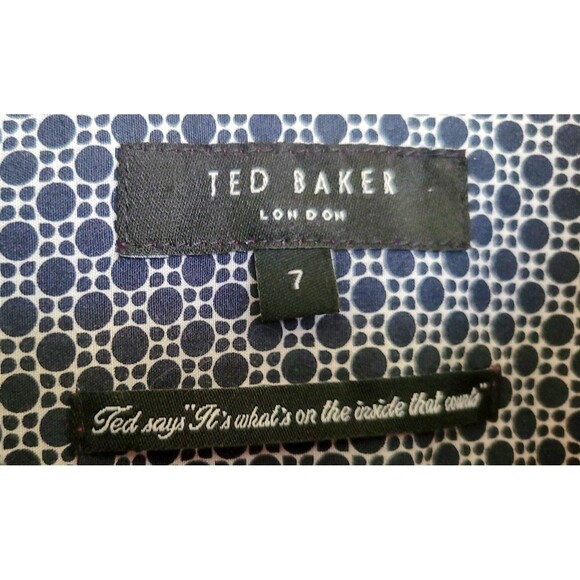 TED BAKER
LONDON
7
Ted says "It's what's on the inside that counts"